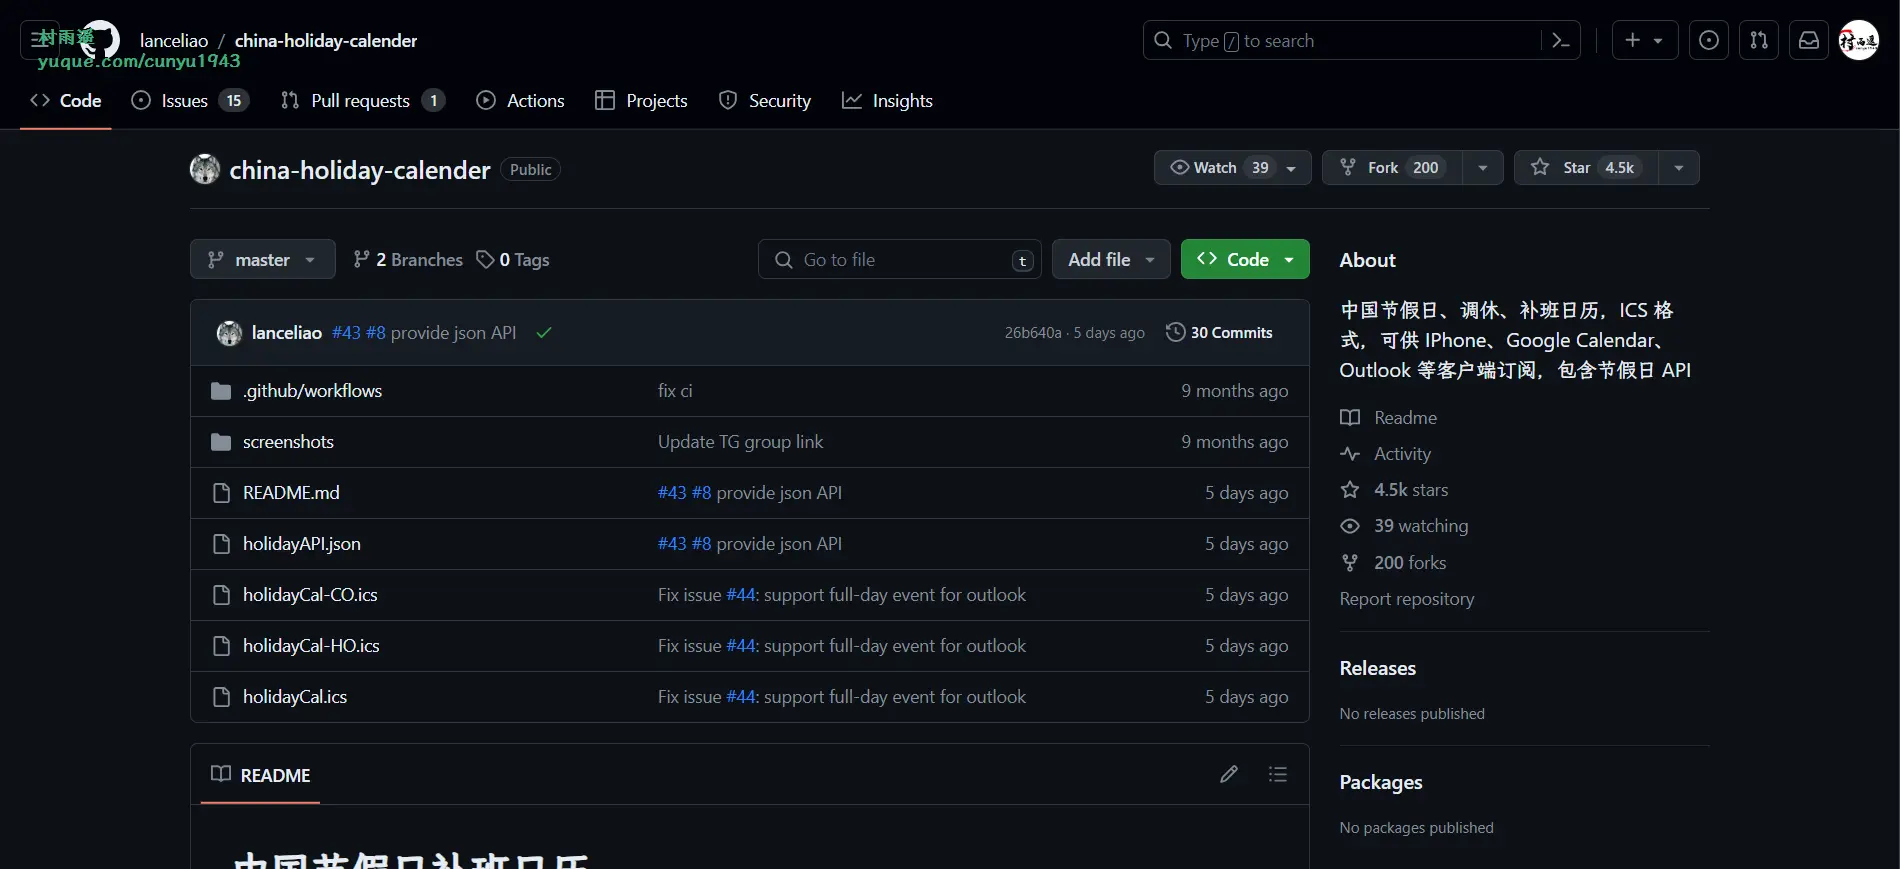 村雨遥
yuque.com/cunyu1943
lanceliao / china-holiday-calender
Type / to search
Code
Issues 15
Pull requests 1
Actions
Projects
Security
Insights
china-holiday-calender Public
Watch 39
Fork 200
Star 4.5k
master
2 Branches
0 Tags
Go to file t
Add file
Code
lanceliao #43 #8 provide json API 26b640a · 5 days ago 30 Commits
.github/workflows fix ci 9 months ago
screenshots Update TG group link 9 months ago
README.md #43 #8 provide json API 5 days ago
holidayAPI.json #43 #8 provide json API 5 days ago
holidayCal-CO.ics Fix issue #44: support full-day event for outlook 5 days ago
holidayCal-HO.ics Fix issue #44: support full-day event for outlook 5 days ago
holidayCal.ics Fix issue #44: support full-day event for outlook 5 days ago
README
中国节假日补班日历
About
中国节假日、调休、补班日历，ICS 格
式，可供 IPhone、Google Calendar、
Outlook 等客户端订阅，包含节假日 API
Readme
Activity
4.5k stars
39 watching
200 forks
Report repository
Releases
No releases published
Packages
No packages published